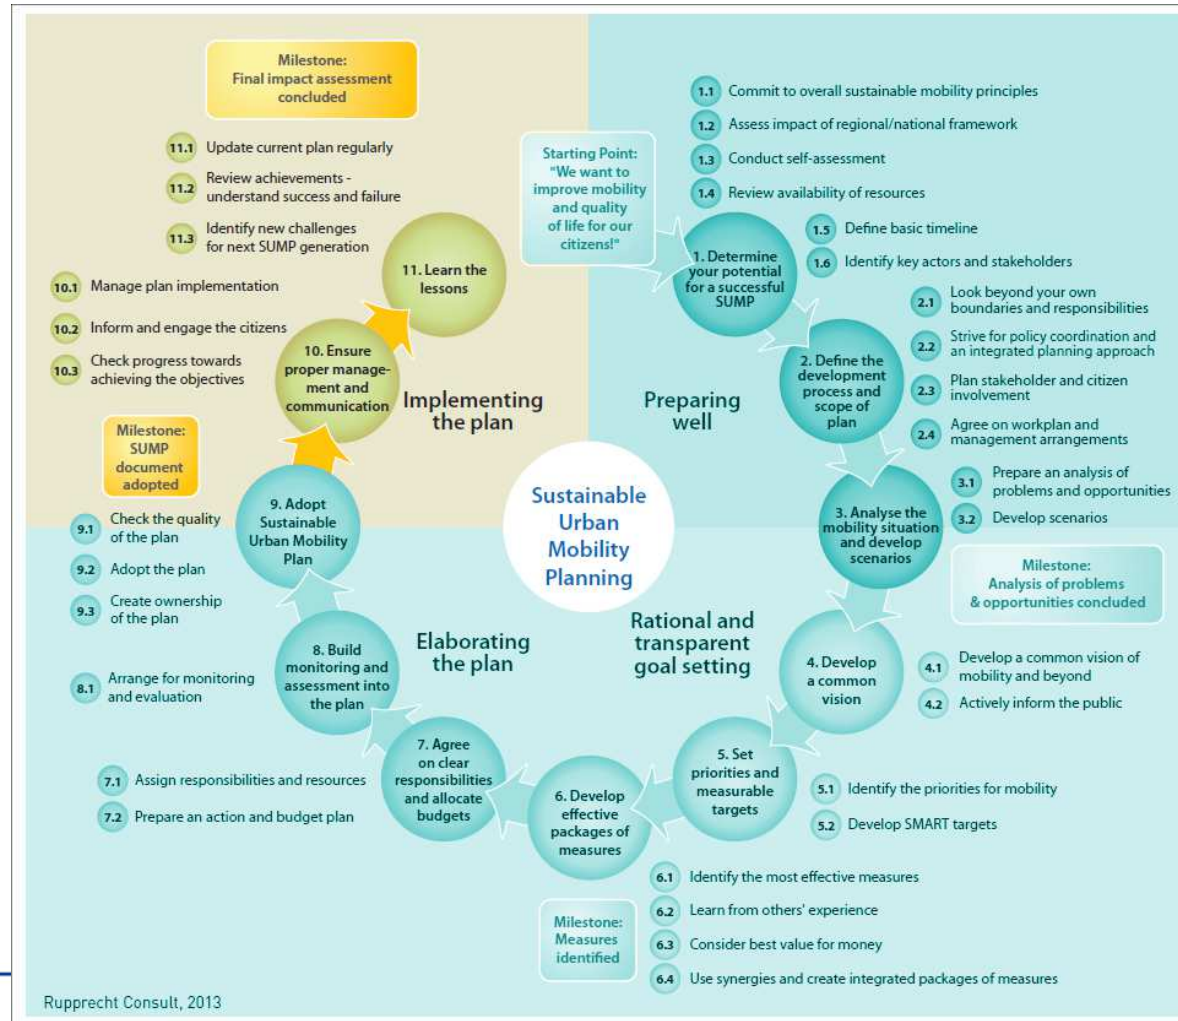 Milestone:
Final impact assessment
concluded
11.1 Update current plan regularly
11.2 Review achievements -
understand success and failure
11.3 Identify new challenges
for next SUMP generation
11. Learn the
lessons
10.1 Manage plan implementation
10.2 Inform and engage the citizens
10.3 Check progress towards
achieving the objectives
10. Ensure
proper manage-
ment and
communication
Implementing
the plan
Milestone:
SUMP
document
adopted
Starting Point:
"We want to
improve mobility
and quality
of life for our
citizens!"
1.1 Commit to overall sustainable mobility principles
1.2 Assess impact of regional/national framework
1.3 Conduct self-assessment
1.4 Review availability of resources
1.5 Define basic timeline
1.6 Identify key actors and stakeholders
1. Determine
your potential
for a successful
SUMP
2.1 Look beyond your own
boundaries and responsibilities
2.2 Strive for policy coordination and
an integrated planning approach
2.3 Plan stakeholder and citizen
involvement
2.4 Agree on workplan and
management arrangements
2. Define the
development
process and
scope of
plan
Preparing
well
3.1 Prepare an analysis of
problems and opportunities
3.2 Develop scenarios
3. Analyse the
mobility situation
and develop
scenarios
Milestone:
Analysis of problems
& opportunities concluded
Sustainable
Urban
Mobility
Planning
Rational and
transparent
goal setting
4. Develop
a common
vision
4.1 Develop a common vision of
mobility and beyond
4.2 Actively inform the public
5. Set
priorities and
measurable
targets
5.1 Identify the priorities for mobility
5.2 Develop SMART targets
6. Develop
effective
packages of
measures
6.1 Identify the most effective measures
6.2 Learn from others' experience
6.3 Consider best value for money
6.4 Use synergies and create integrated packages of measures
Milestone:
Measures
identified
Elaborating
the plan
7. Agree
on clear
responsibilities
and allocate
budgets
7.1 Assign responsibilities and resources
7.2 Prepare an action and budget plan
8. Build
monitoring and
assessment into
the plan
8.1 Arrange for monitoring
and evaluation
9. Adopt
Sustainable
Urban Mobility
Plan
9.1 Check the quality
of the plan
9.2 Adopt the plan
9.3 Create ownership
of the plan
Rupprecht Consult, 2013